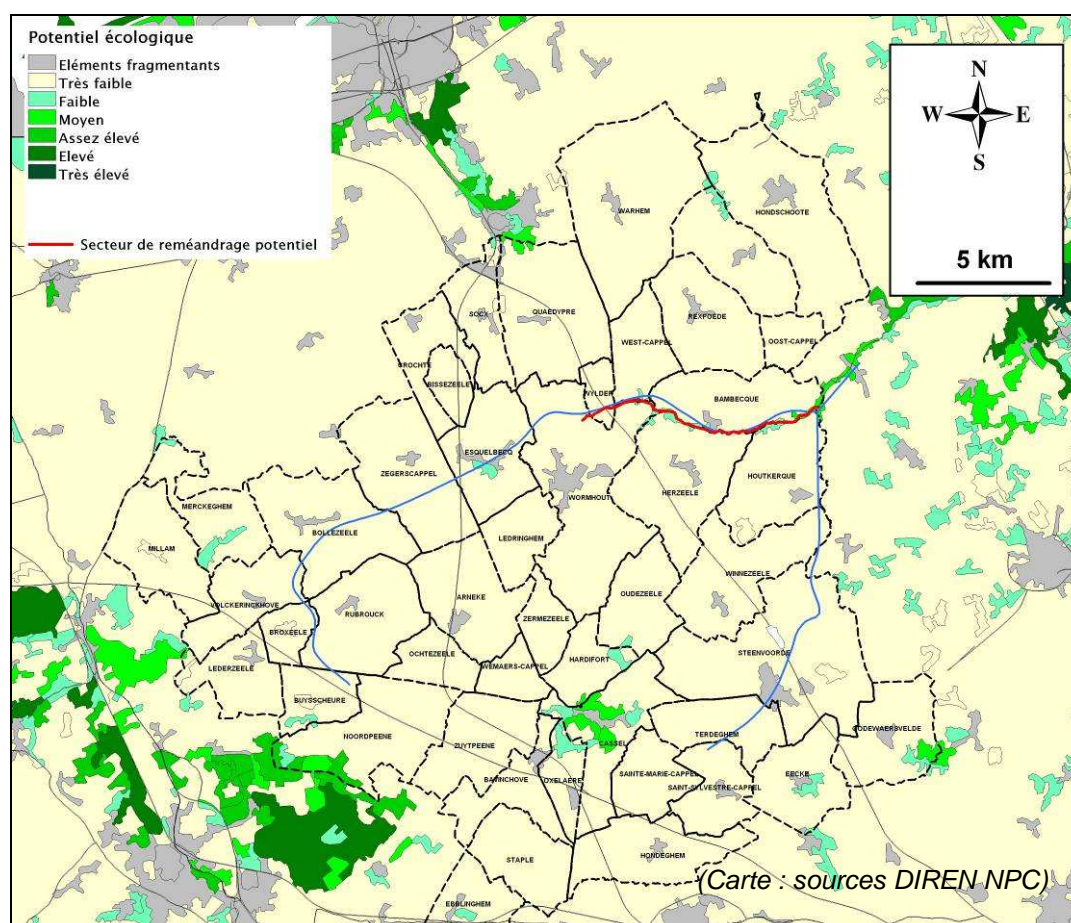 Potentiel écologique
Eléments fragmentants
Très faible
Faible
Moyen
Assez élevé
Elevé
Très élevé
Secteur de reméandrage potentiel
N
W E
S
5 km
WARHEM
HONDSCHOOTE
SOCX
QUAEDYPRE
REXPOEDE
WEST-CAPPEL
OOST-CAPPEL
CROCHTE
BISSEZEELE
WYLDER
BAMBECQUE
ESQUELBECQ
ZEGERSCAPPEL
HOUTKERQUE
HERZEELE
WORMHOUT
MERCKEGHEM
BOLLEZEELE
LEDRINGHEM
MILLAM
WINNEZEELE
OUDEZEELE
ARNEKE
VOLCKERINCKHOVE
RUBROUCK
ZERMEZEELE
BROXEELE
STEENVOORDE
OCHTEZEELE
HARDIFORT
LEDERZEELE
WEMAERS-CAPPEL
BUYSSCHEURE
GODEWAERSVELDE
NOORDPEENE
TERDEGHEM
CASSEL
ZUYTPEENE
SAINTE-MARIE-CAPPEL
BAVINCHOVE
OXELAERE
EECKE
SAINT-SYLVESTRE-CAPPEL
HONDEGHEM
STAPLE
(Carte : sources DIREN NPC)
EBBLINGHEM